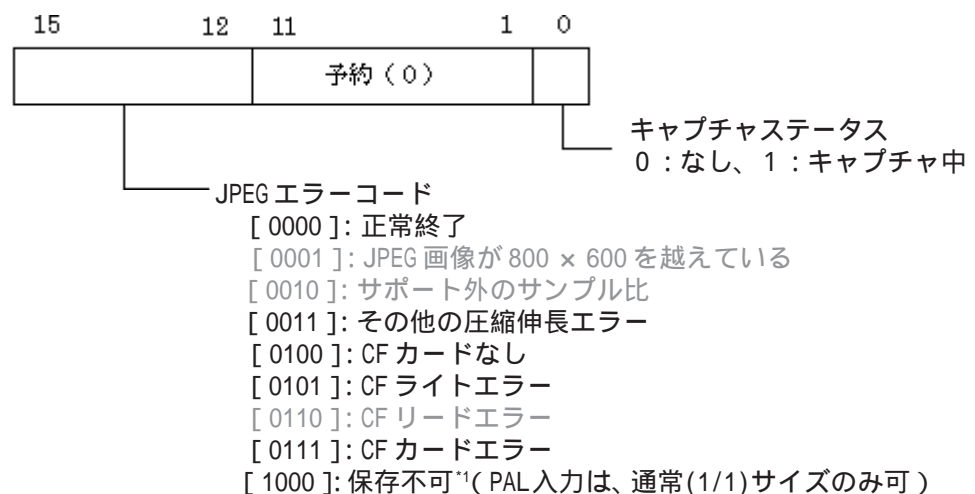 15 12 11 1 0
予約（0）
キャプチャステータス
0：なし、1：キャプチャ中
JPEG エラーコード
[ 0000 ]: 正常終了
[ 0001 ]: JPEG 画像が 800 × 600 を越えている
[ 0010 ]: サポート外のサンプル比
[ 0011 ]: その他の圧縮伸長エラー
[ 0100 ]: CF カードなし
[ 0101 ]: CF ライトエラー
[ 0110 ]: CF リードエラー
[ 0111 ]: CF カードエラー
[ 1000 ]: 保存不可*1（PAL入力は、通常(1/1)サイズのみ可）